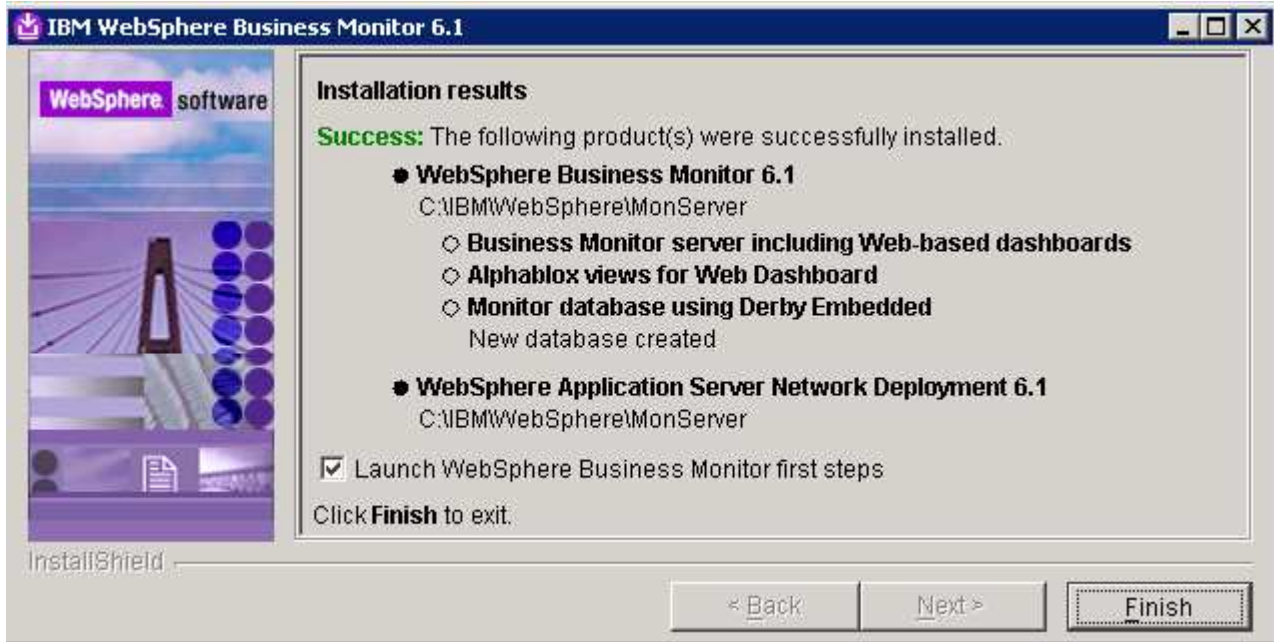 IBM WebSphere Business Monitor 6.1
WebSphere. software
Installation results
Success: The following product(s) were successfully installed.
WebSphere Business Monitor 6.1
C:\IBM\WebSphere\MonServer
Business Monitor server including Web-based dashboards
Alphablox views for Web Dashboard
Monitor database using Derby Embedded
New database created
WebSphere Application Server Network Deployment 6.1
C:\IBM\WebSphere\MonServer
Launch WebSphere Business Monitor first steps
Click Finish to exit.
InstallShield
< Back
Next >
Finish